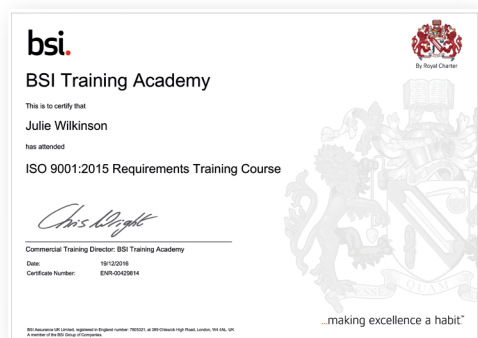 bsi.
By Royal Charter
BSI Training Academy
This is to certify that
Julie Wilkinson
has attended
ISO 9001:2015 Requirements Training Course
Chris Wright
Commercial Training Director: BSI Training Academy
Date: 19/12/2016
Certificate Number: ENR-00429814
...making excellence a habit.™
BSI Assurance UK Limited, registered in England number: 7805321, at 389 Chiswick High Road, London, W4 4AL, UK
A member of the BSI Group of Companies.